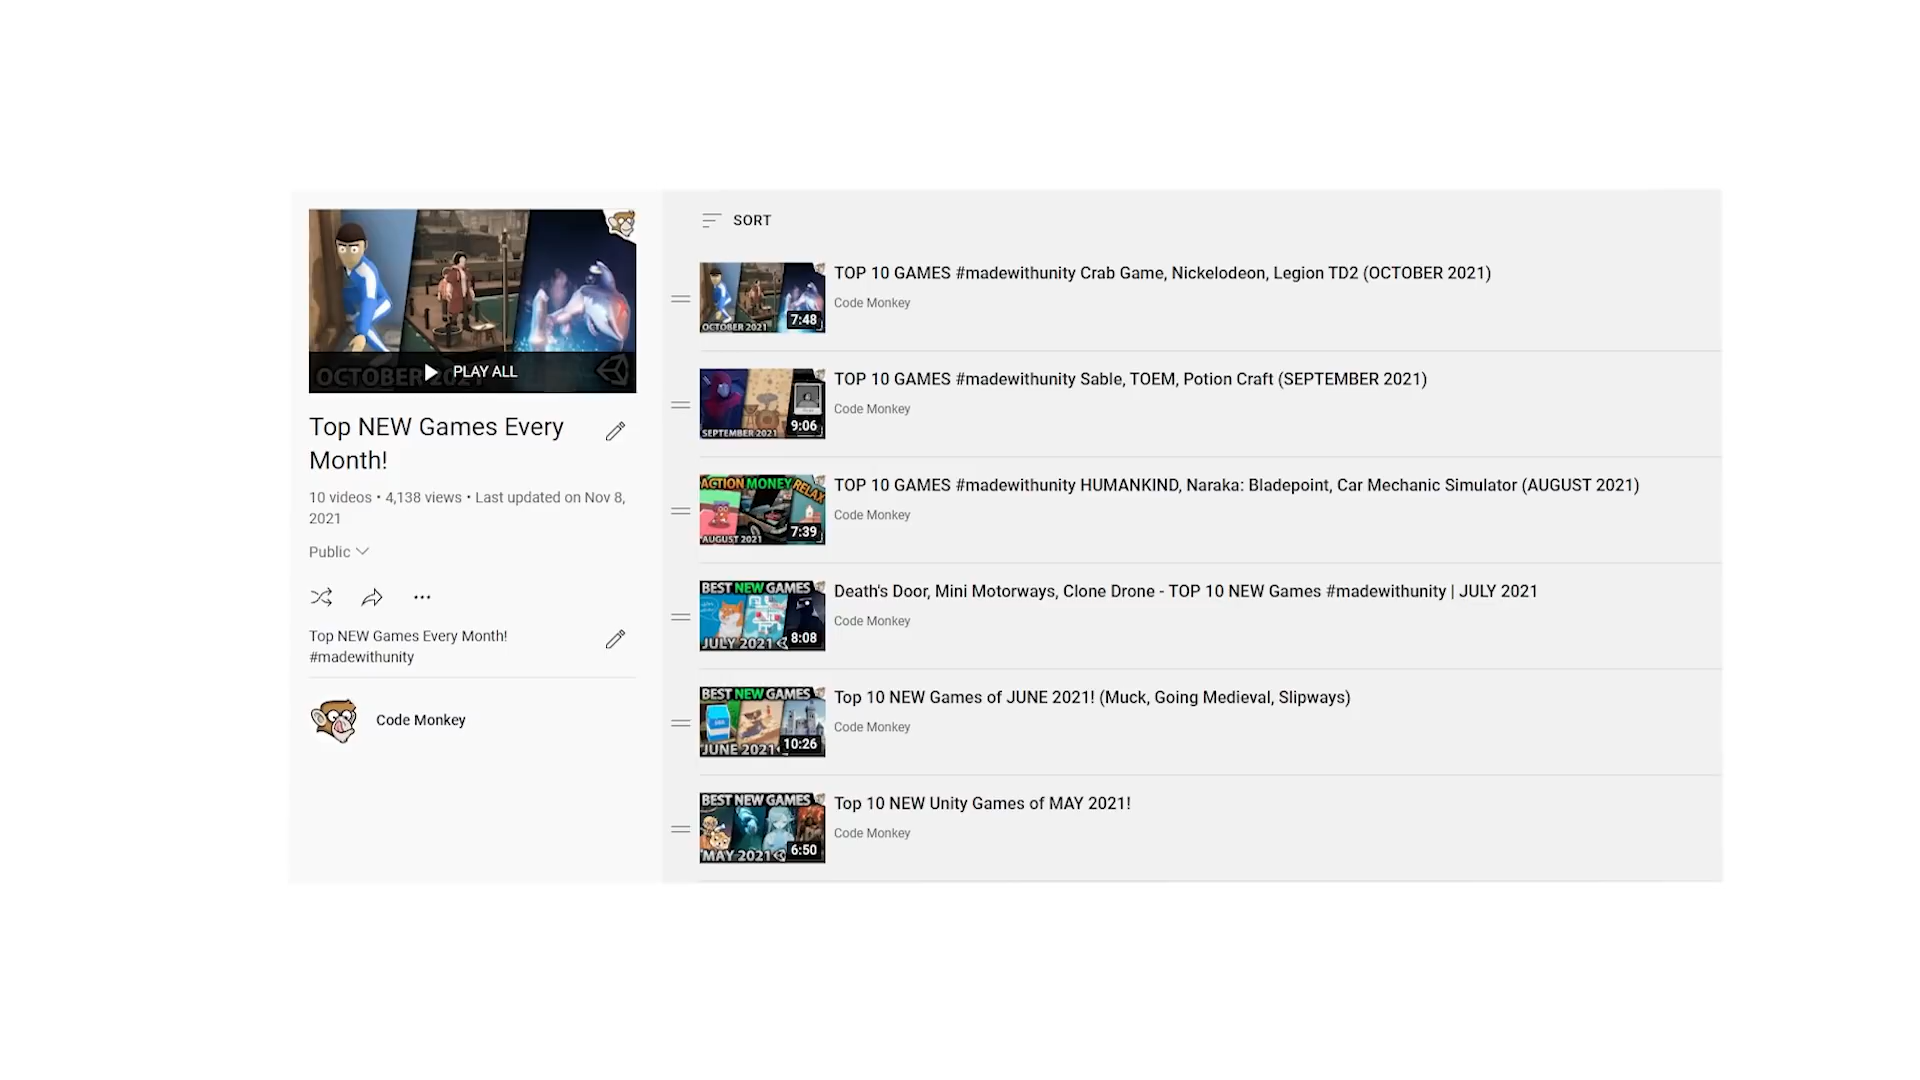 OCTOBER 2021
PLAY ALL
Top NEW Games Every
Month!
10 videos • 4,138 views • Last updated on Nov 8,
2021
Public
Top NEW Games Every Month!
#madewithunity
Code Monkey
SORT
OCTOBER 2021
7:48
TOP 10 GAMES #madewithunity Crab Game, Nickelodeon, Legion TD2 (OCTOBER 2021)
Code Monkey
SEPTEMBER 2021
9:06
TOP 10 GAMES #madewithunity Sable, TOEM, Potion Craft (SEPTEMBER 2021)
Code Monkey
ACTION MONEY RELAX
AUGUST 2021
7:39
TOP 10 GAMES #madewithunity HUMANKIND, Naraka: Bladepoint, Car Mechanic Simulator (AUGUST 2021)
Code Monkey
BEST NEW GAMES
JULY 2021
8:08
Death's Door, Mini Motorways, Clone Drone - TOP 10 NEW Games #madewithunity | JULY 2021
Code Monkey
BEST NEW GAMES
JUNE 2021
10:26
Top 10 NEW Games of JUNE 2021! (Muck, Going Medieval, Slipways)
Code Monkey
BEST NEW GAMES
MAY 2021
6:50
Top 10 NEW Unity Games of MAY 2021!
Code Monkey